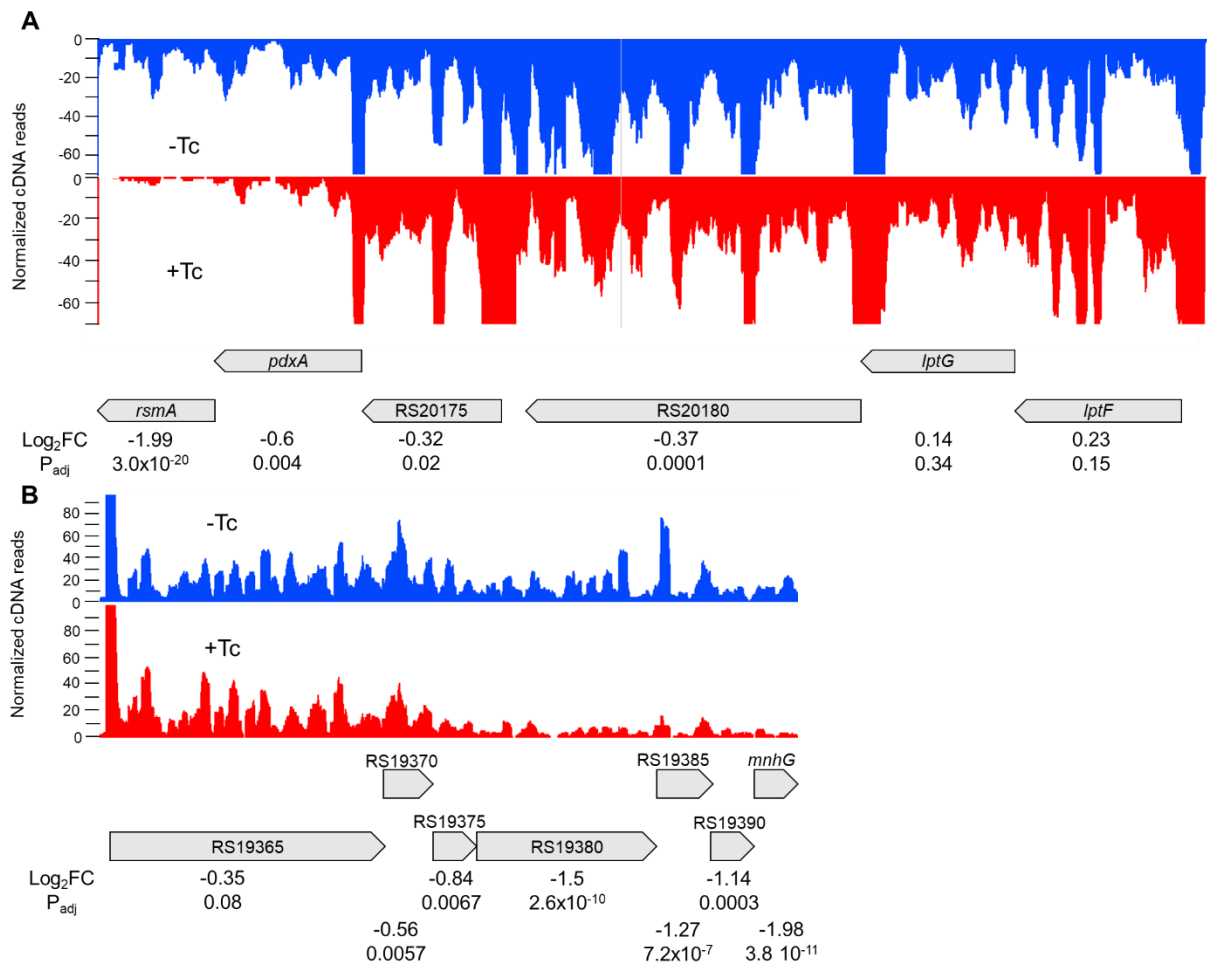 A
0
-20
-40
-60
-Tc
0
-20
-40
-60
+Tc
Normalized cDNA reads
pdxA
lptG
rsmA
RS20175
RS20180
lptF
Log2FC -1.99 -0.6 -0.32 -0.37 0.14 0.23
Padj 3.0x10-20 0.004 0.02 0.0001 0.34 0.15
B
80
60
40
20
0
-Tc
80
60
40
20
0
+Tc
Normalized cDNA reads
RS19370
RS19385
mnhG
RS19375
RS19390
RS19365
RS19380
Log2FC -0.35 -0.84 -1.5 -1.14
Padj 0.08 0.0067 2.6x10-10 0.0003
-0.56 -1.27 -1.98
0.0057 7.2x10-7 3.8 10-11